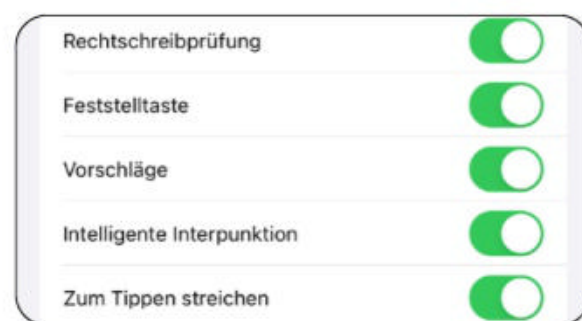 Rechtschreibprüfung
Feststelltaste
Vorschläge
Intelligente Interpunktion
Zum Tippen streichen